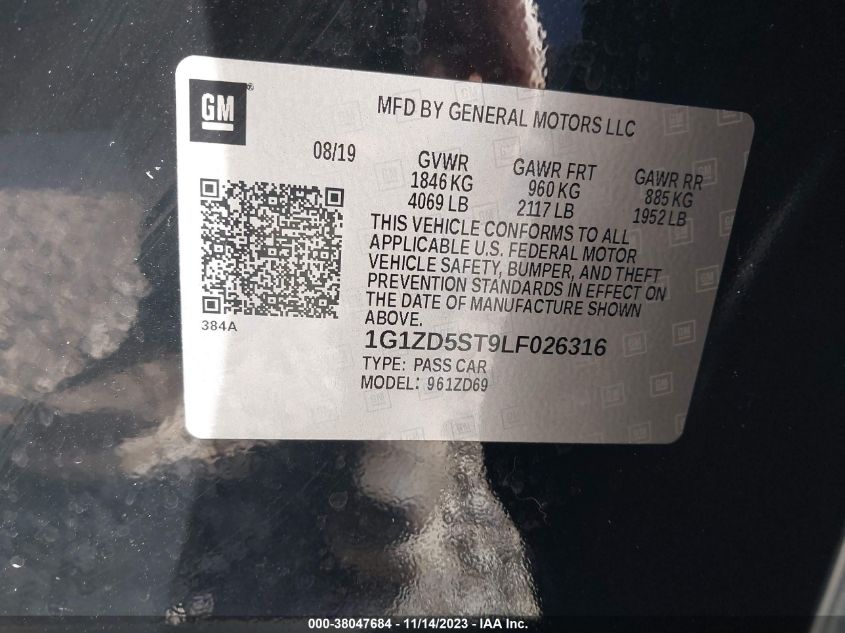 GM
®
MFD BY GENERAL MOTORS LLC
08/19
GVWR
1846 KG
4069 LB
GAWR FRT
960 KG
2117 LB
GAWR RR
885 KG
1952 LB
THIS VEHICLE CONFORMS TO ALL
APPLICABLE U.S. FEDERAL MOTOR
VEHICLE SAFETY, BUMPER, AND THEFT
PREVENTION STANDARDS IN EFFECT ON
THE DATE OF MANUFACTURE SHOWN
ABOVE.
384A
1G1ZD5ST9LF026316
TYPE: PASS CAR
MODEL: 961ZD69
000-38047684 - 11/14/2023 - IAA Inc.